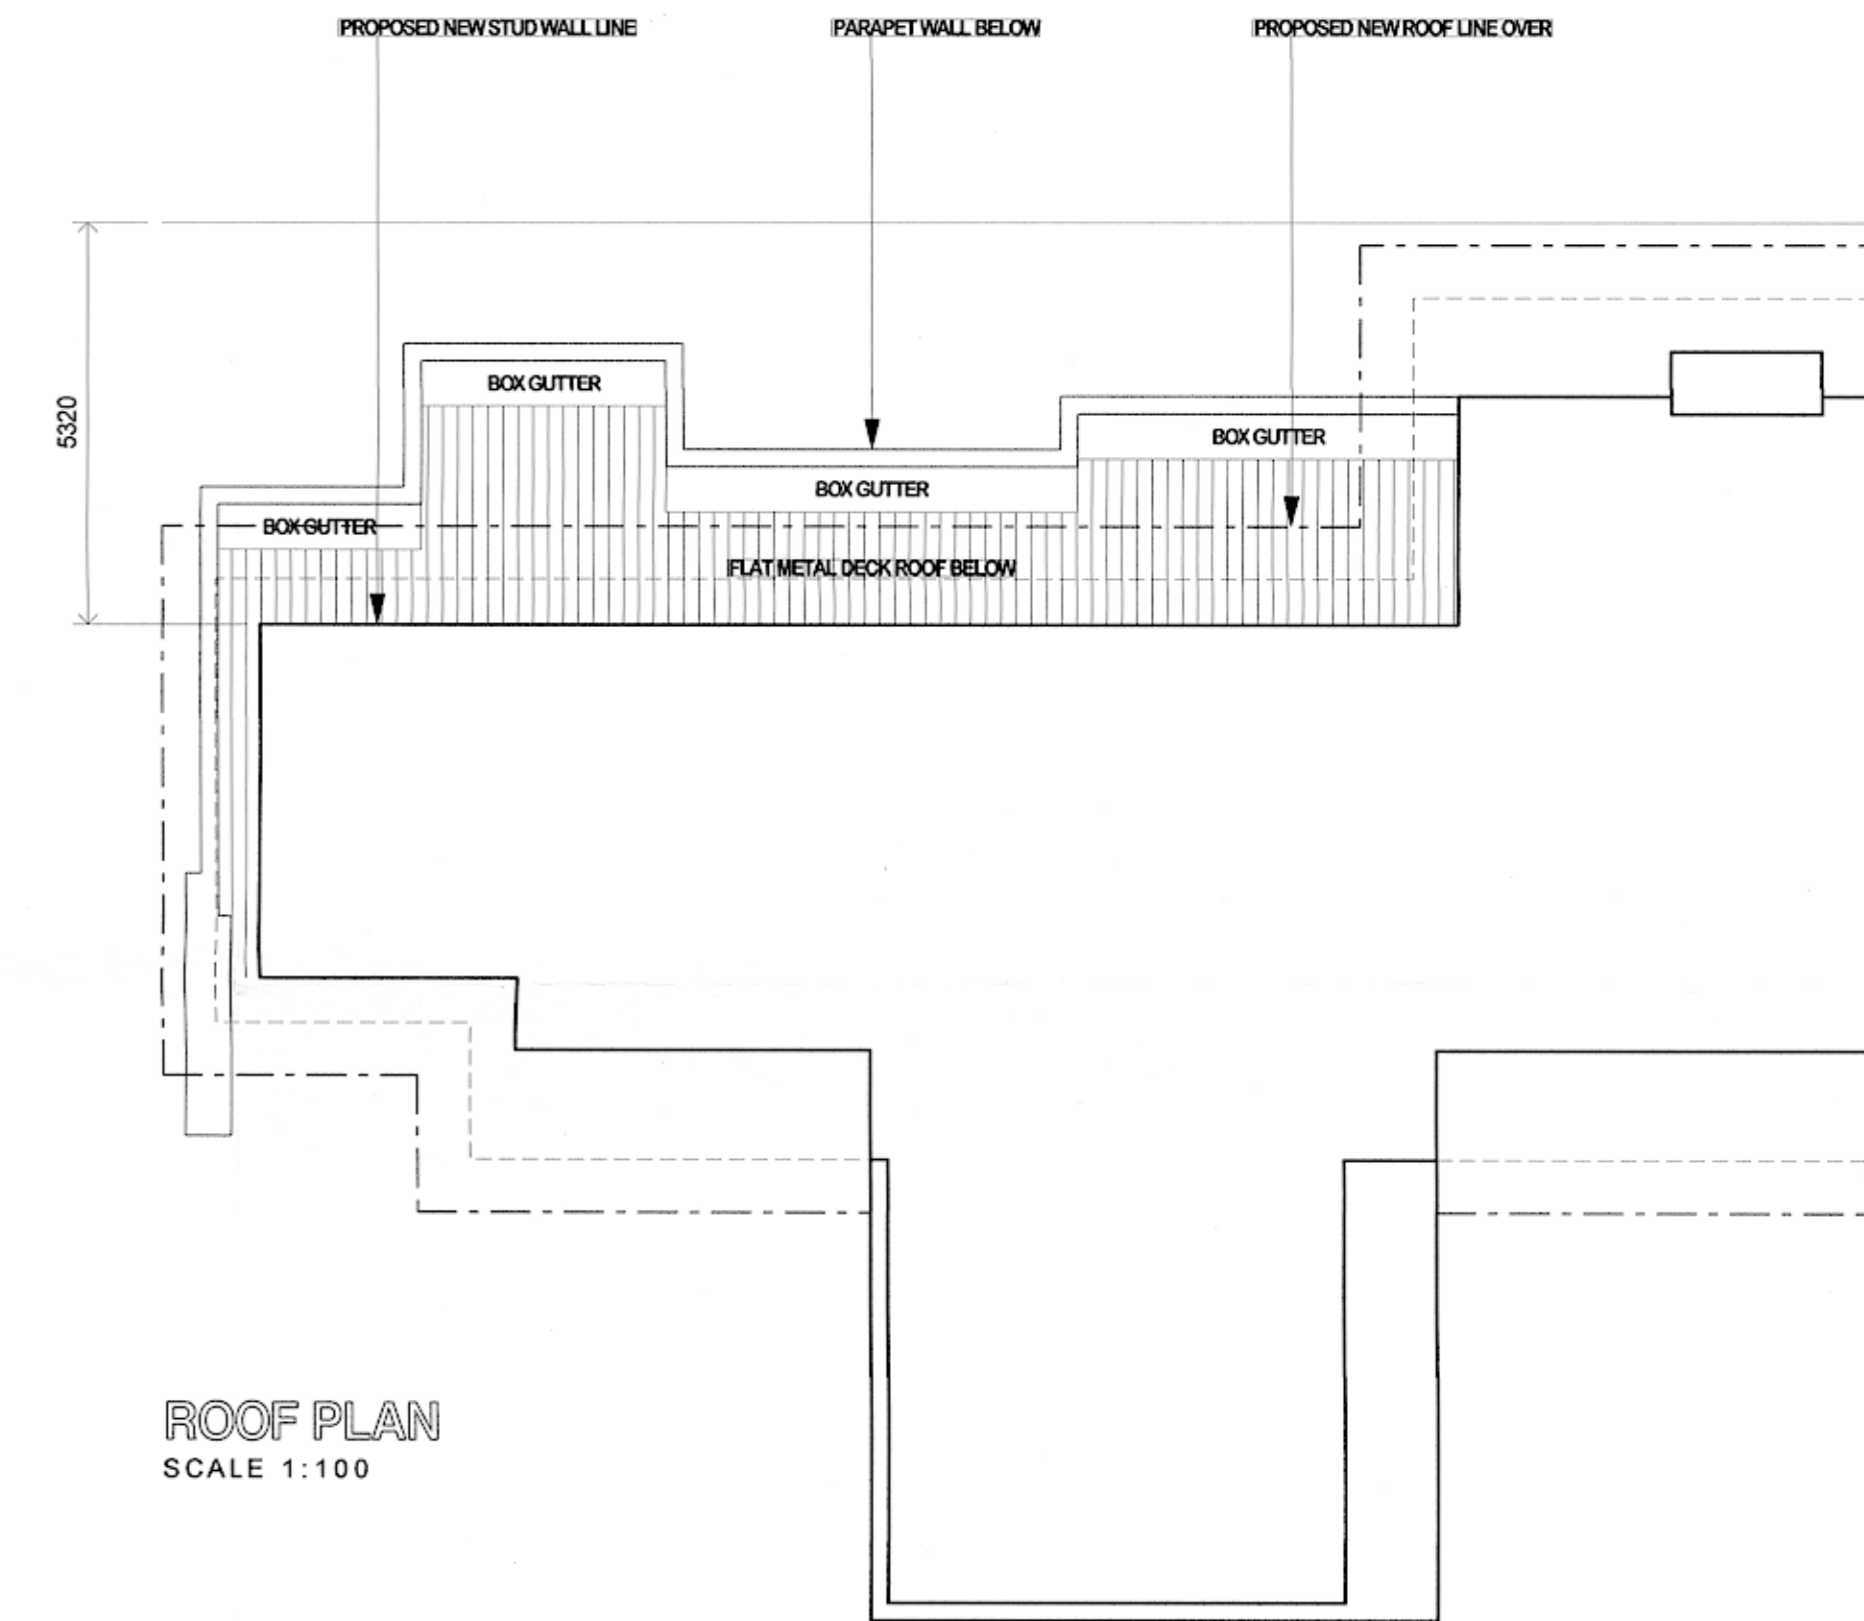 PROPOSED NEW STUD WALL LINE
PARAPET WALL BELOW
PROPOSED NEW ROOF LINE OVER
5320
BOX GUTTER
BOX GUTTER
BOX GUTTER
BOX GUTTER
FLAT METAL DECK ROOF BELOW
ROOF PLAN
SCALE 1:100